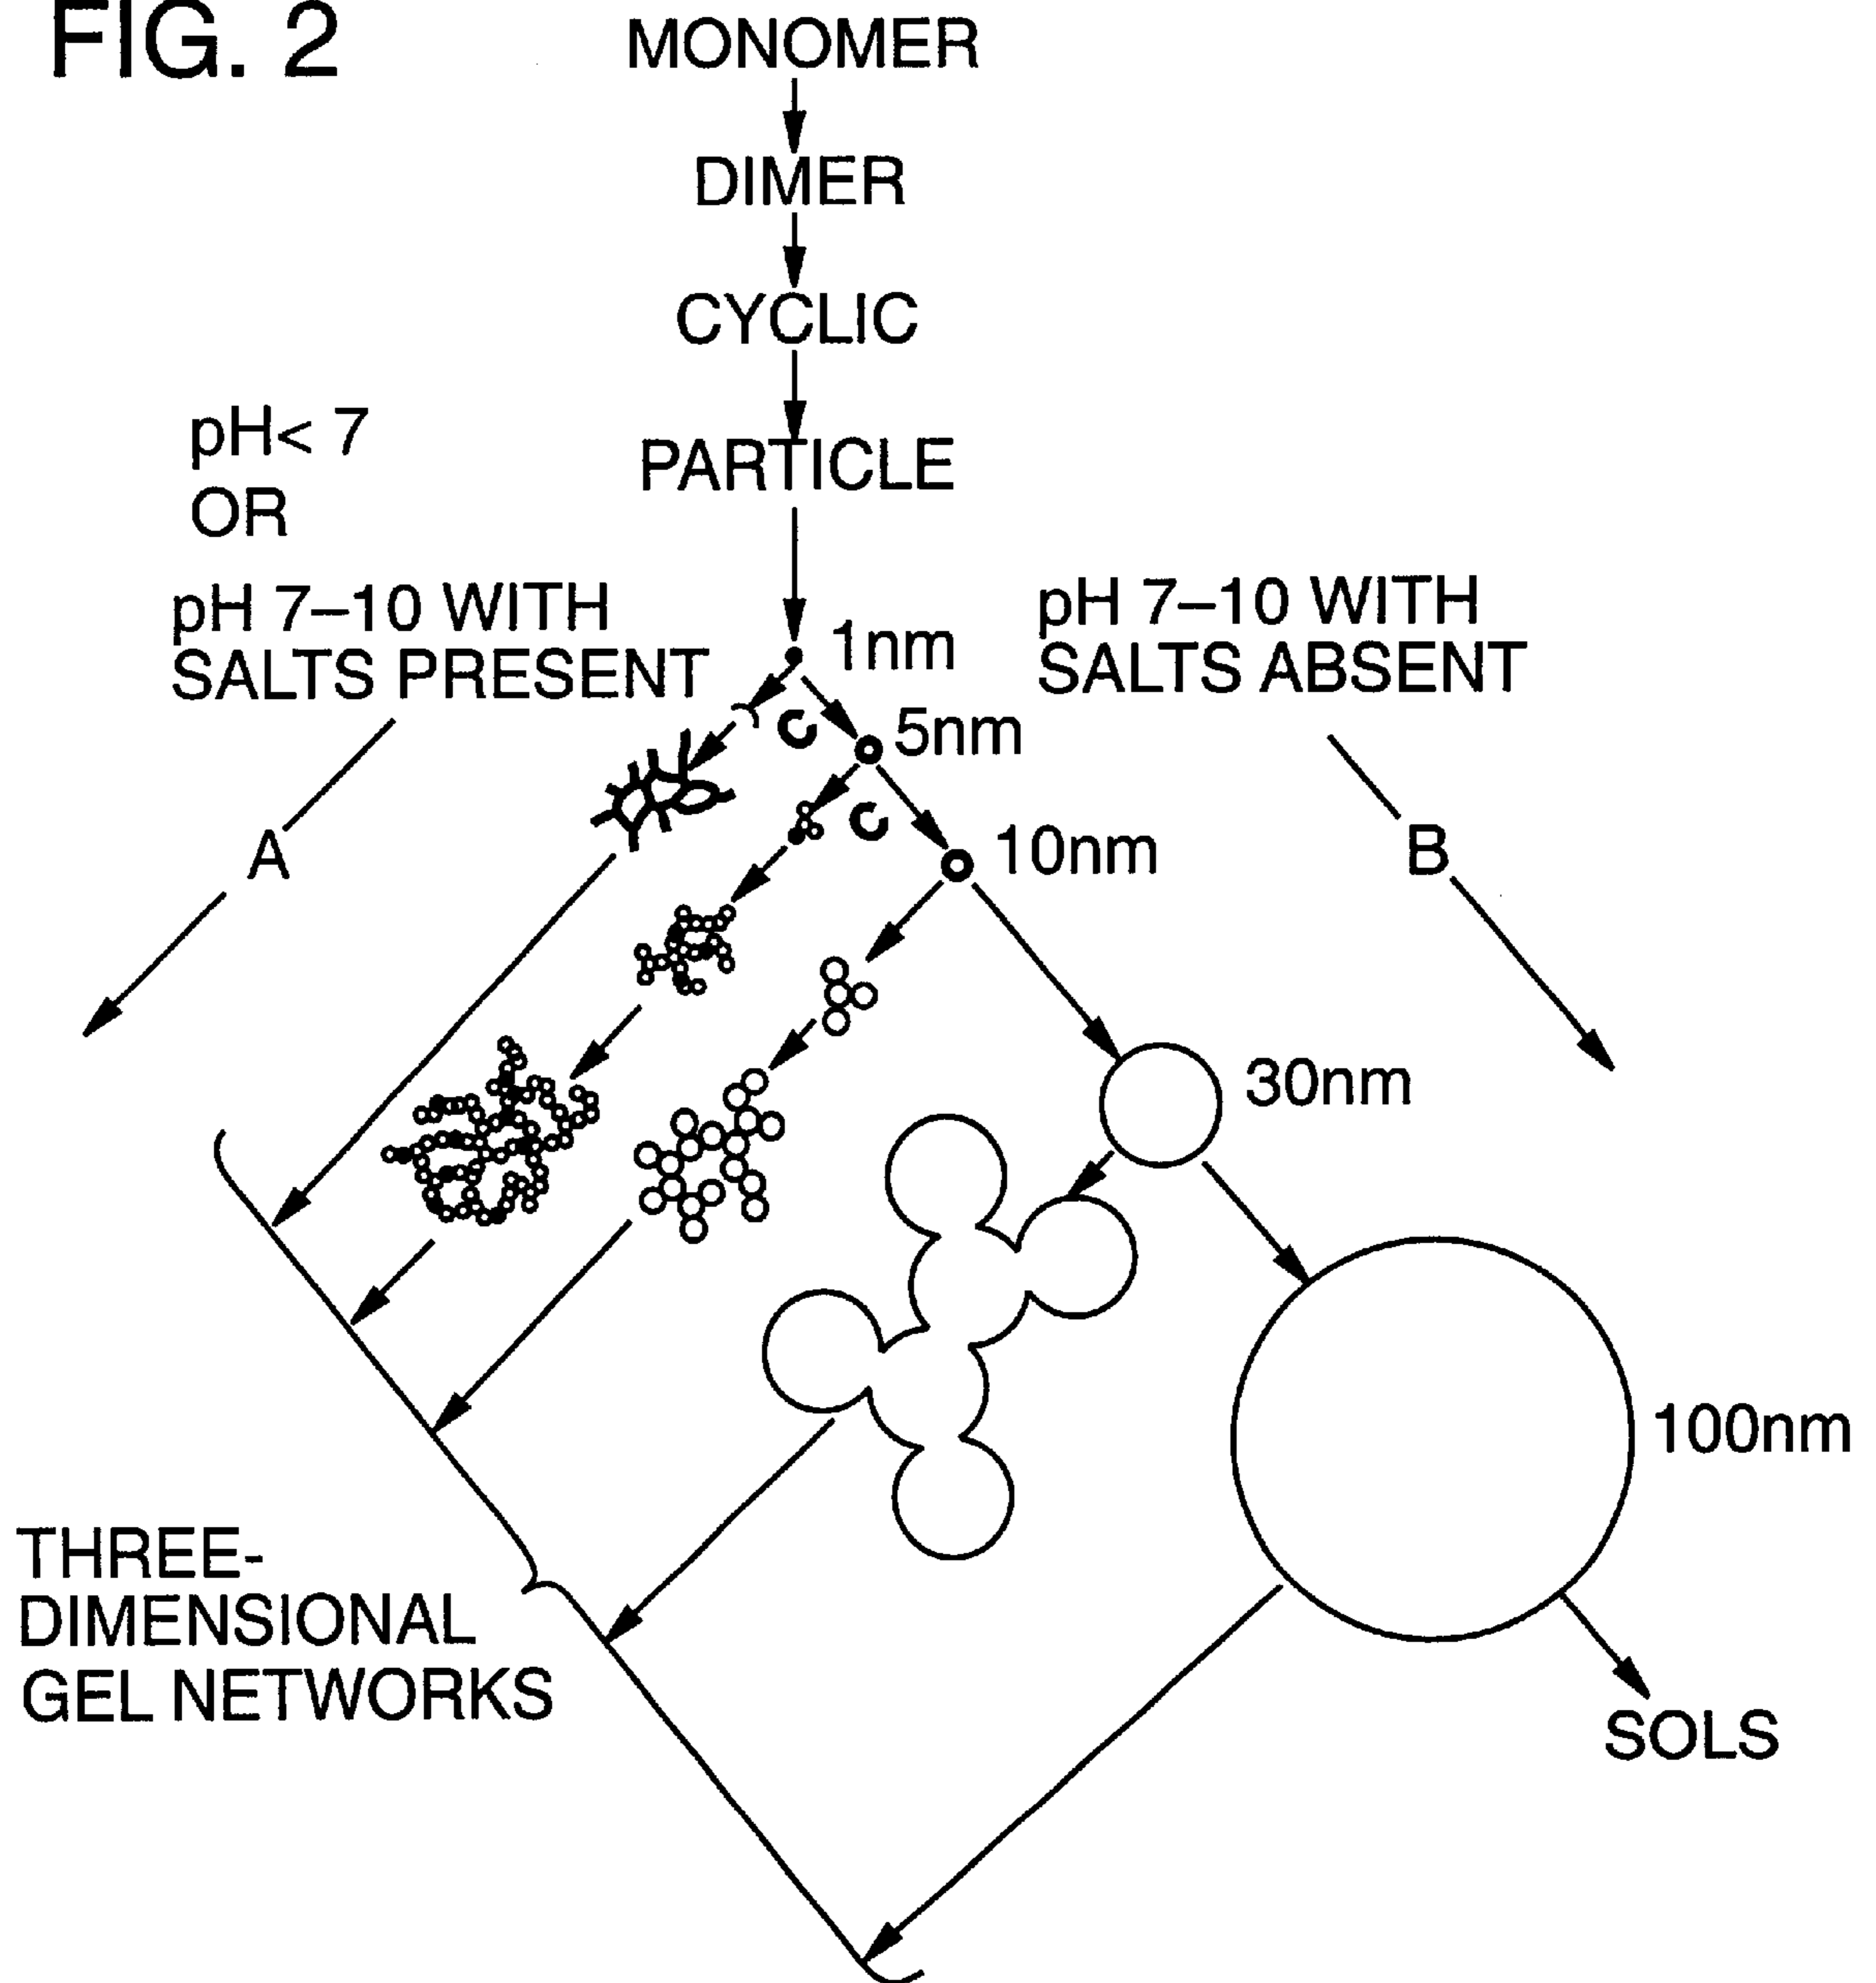 FIG. 2
MONOMER
DIMER
CYCLIC
PARTICLE
pH< 7
OR
pH 7–10 WITH
SALTS PRESENT
pH 7–10 WITH
SALTS ABSENT
1nm
C
5nm
C
10nm
A
B
30nm
100nm
THREE-
DIMENSIONAL
GEL NETWORKS
SOLS